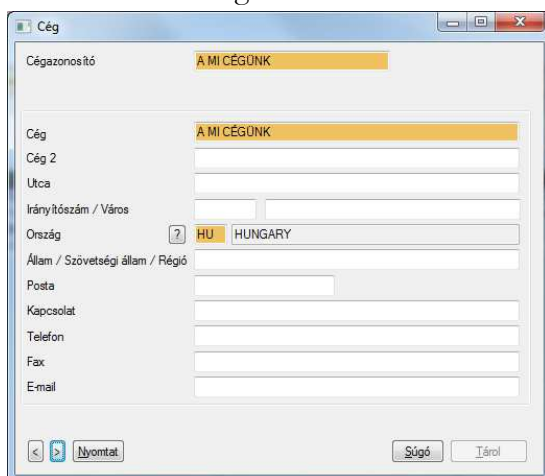 Cég
Cégazonosító A MI CÉGÜNK
Cég A MI CÉGÜNK
Cég 2
Utca
Irányítószám / Város
Ország ? HU HUNGARY
Állam / Szövetségi állam / Régió
Posta
Kapcsolat
Telefon
Fax
E-mail
< > Nyomtat Súgó Tárol